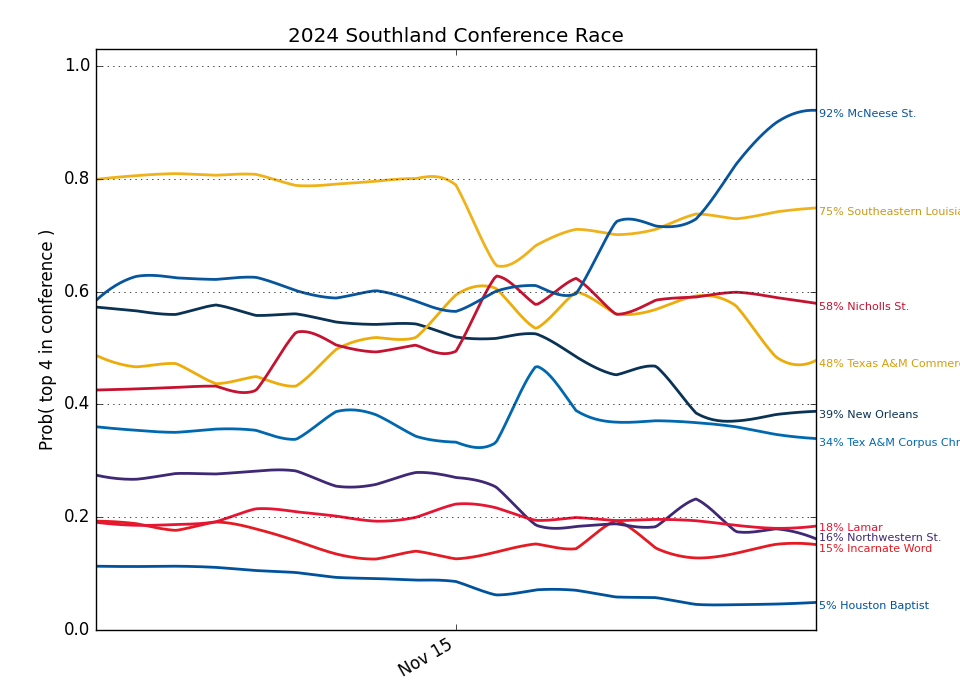 2024 Southland Conference Race
Prob( top 4 in conference )
1.0
0.8
0.6
0.4
0.2
0.0
Nov 15
92% McNeese St.
75% Southeastern Louisia
58% Nicholls St.
48% Texas A&M Commerc
39% New Orleans
34% Tex A&M Corpus Chr
18% Lamar
16% Northwestern St.
15% Incarnate Word
5% Houston Baptist